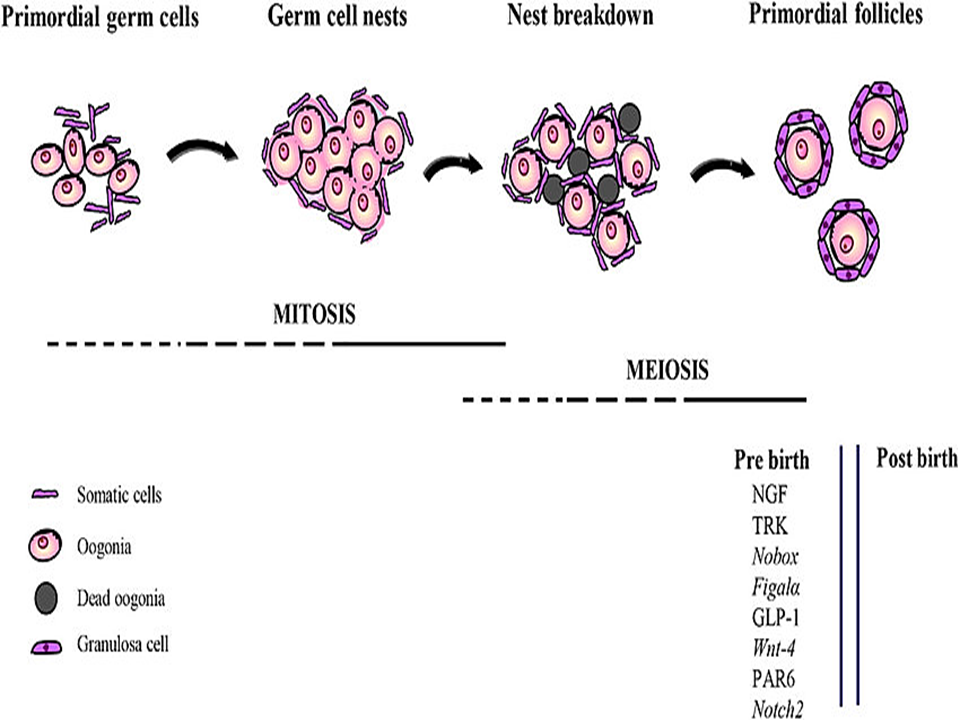 Primordial germ cells
Germ cell nests
Nest breakdown
Primordial follicles
MITOSIS
MEIOSIS
Somatic cells
Oogonia
Dead oogonia
Granulosa cell
Pre birth
Post birth
NGF
TRK
Nobox
Figalα
GLP-1
Wnt-4
PAR6
Notch2